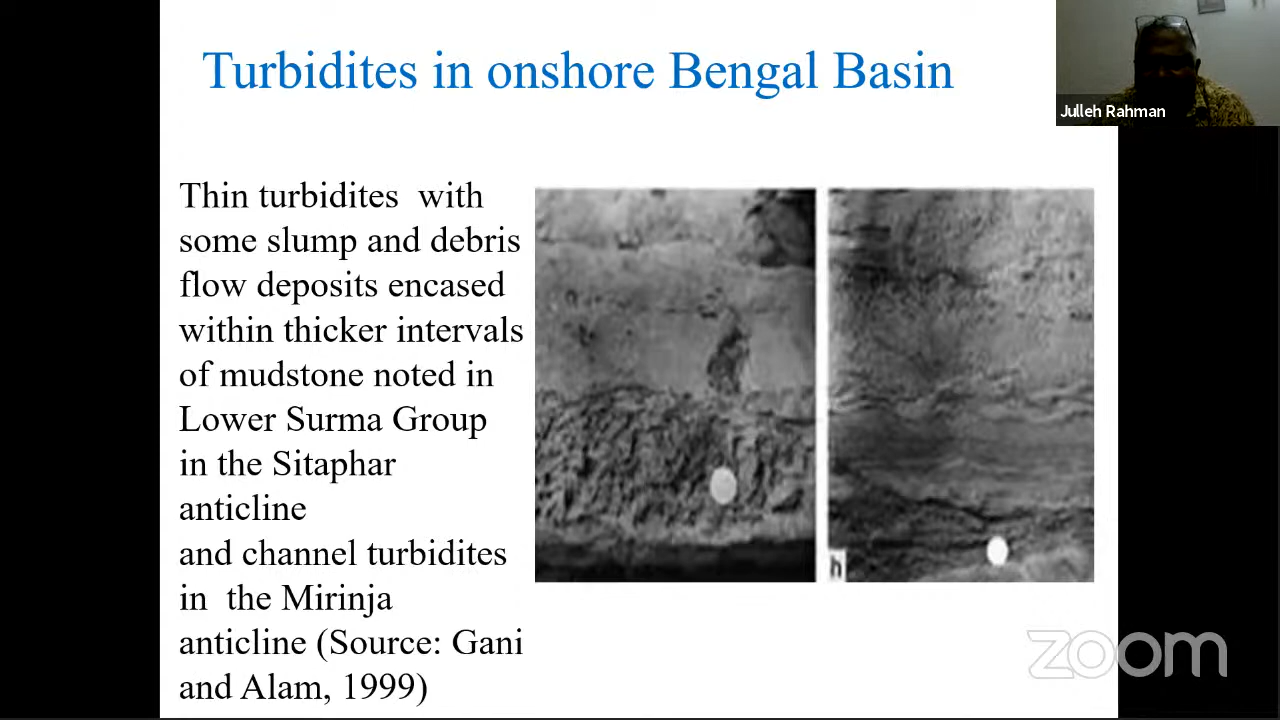 Turbidites in onshore Bengal Basin
Julleh Rahman
Thin turbidites with
some slump and debris
flow deposits encased
within thicker intervals
of mudstone noted in
Lower Surma Group
in the Sitaphar
anticline
and channel turbidites
in the Mirinja
anticline (Source: Gani
and Alam, 1999)
h
zoom